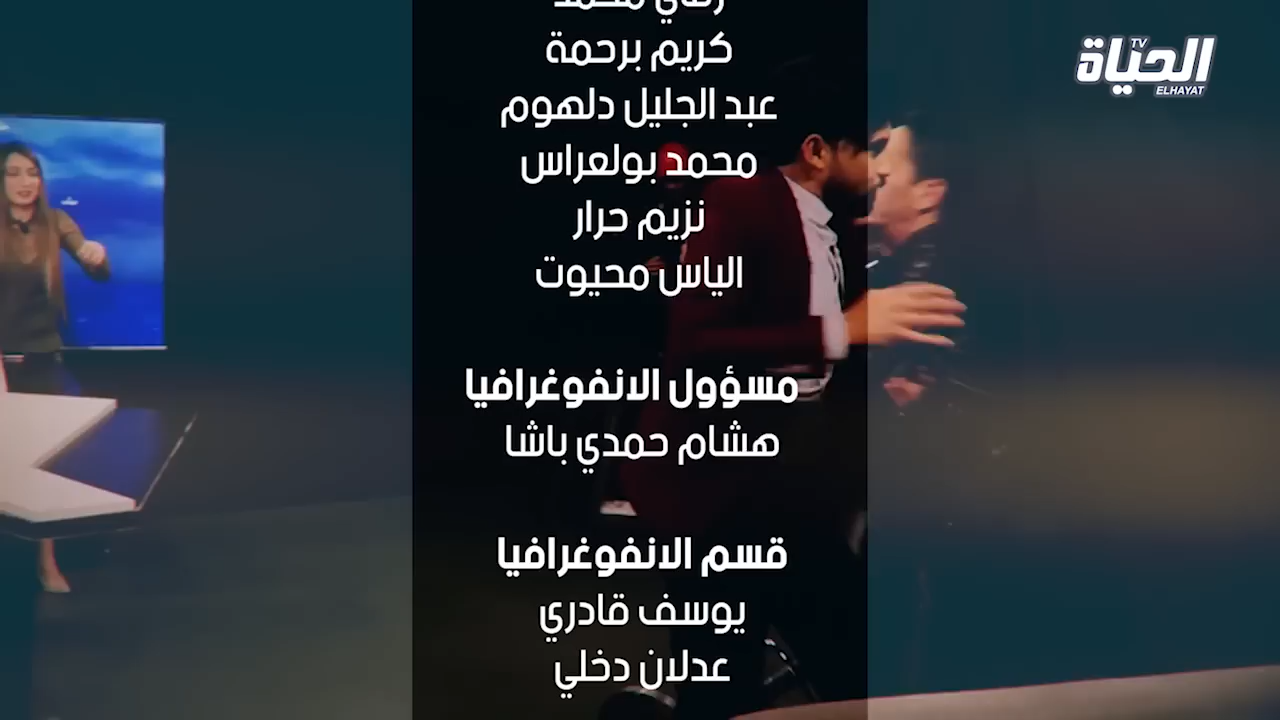 محمد
كريم برحمة
عبد الجليل دلهوم
محمد بولعراس
نزيم حرار
الياس محيوت
مسؤول الانفوغرافيا
هشام حمدي باشا
قسم الانفوغرافيا
يوسف قادري
عدلان دخلي
الحياة
TV
ELHAYAT